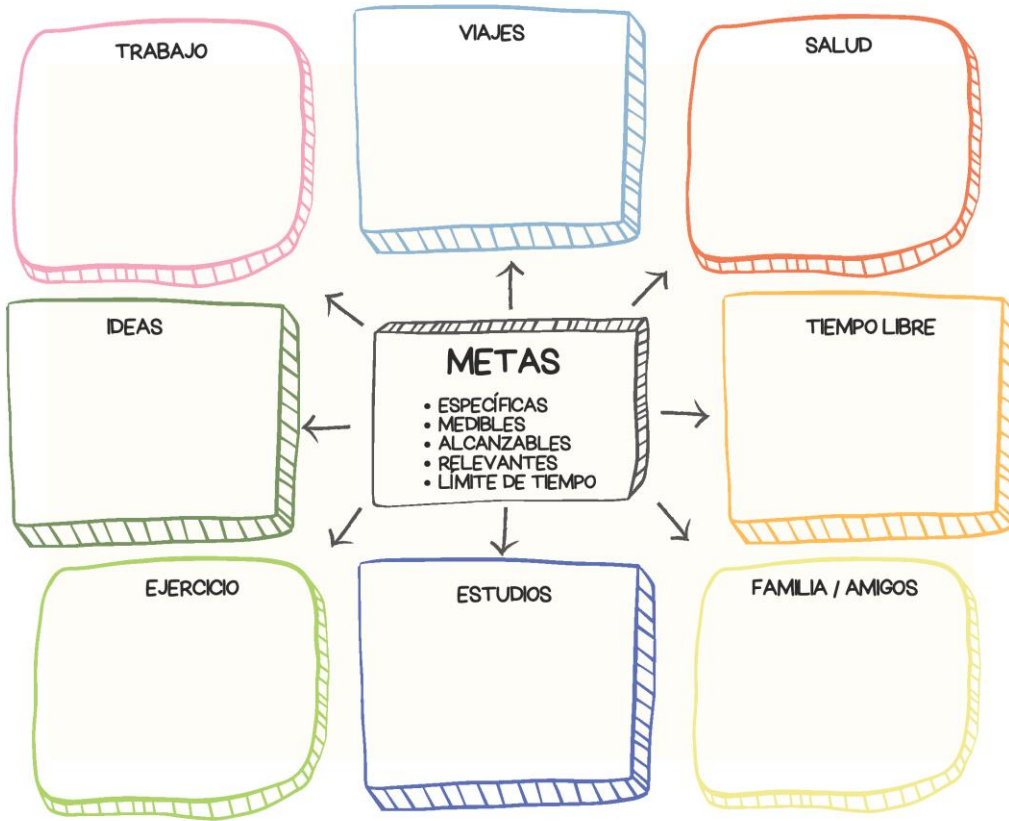 TRABAJO
VIAJES
SALUD
IDEAS
METAS
• ESPECÍFICAS
• MEDIBLES
• ALCANZABLES
• RELEVANTES
• LÍMITE DE TIEMPO
TIEMPO LIBRE
EJERCICIO
ESTUDIOS
FAMILIA / AMIGOS